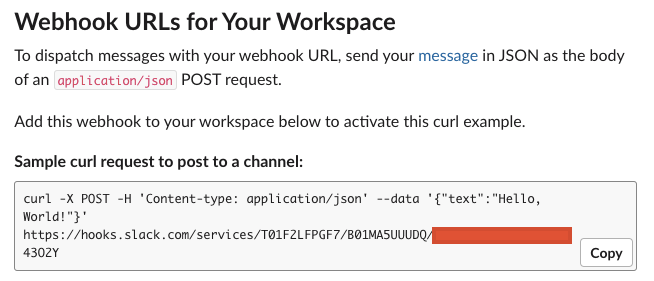 Webhook URLs for Your Workspace
To dispatch messages with your webhook URL, send your message in JSON as the body
of an application/json POST request.
Add this webhook to your workspace below to activate this curl example.
Sample curl request to post to a channel:
curl -X POST -H 'Content-type: application/json' --data '{"text":"Hello,
World!"}'
https://hooks.slack.com/services/T01F2LFPGF7/B01MA5UUUDQ/
43O2Y
Copy